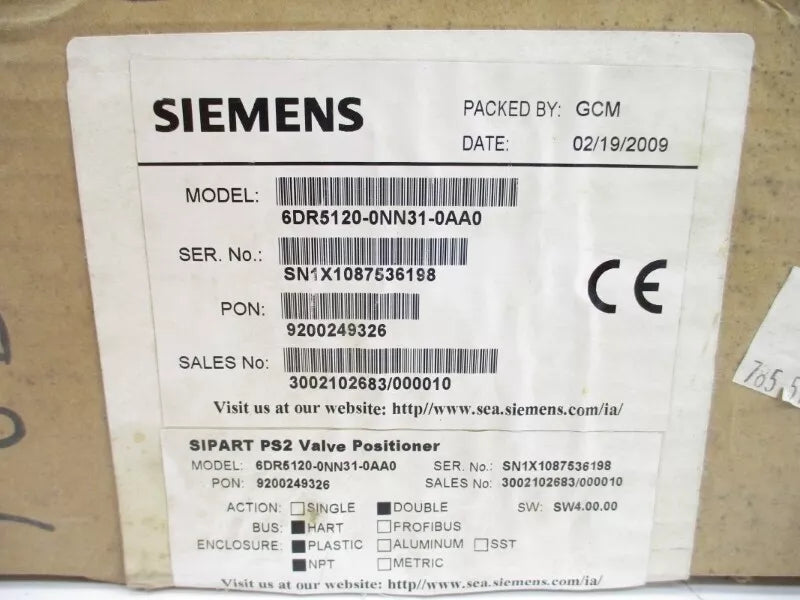 SIEMENS
PACKED BY: GCM
DATE: 02/19/2009
MODEL:
6DR5120-0NN31-0AA0
SER. No.:
SN1X1087536198
PON:
9200249326
SALES No:
3002102683/000010
CE
Visit us at our website: http//www.sea.siemens.com/ia/
SIPART PS2 Valve Positioner
MODEL: 6DR5120-0NN31-0AA0 SER. No.: SN1X1087536198
PON: 9200249326 SALES No: 3002102683/000010
ACTION: SINGLE DOUBLE SW: SW4.00.00
BUS: HART PROFIBUS
ENCLOSURE: PLASTIC ALUMINUM SST
NPT METRIC
Visit us at our website: http//www.sea.siemens.com/ia/